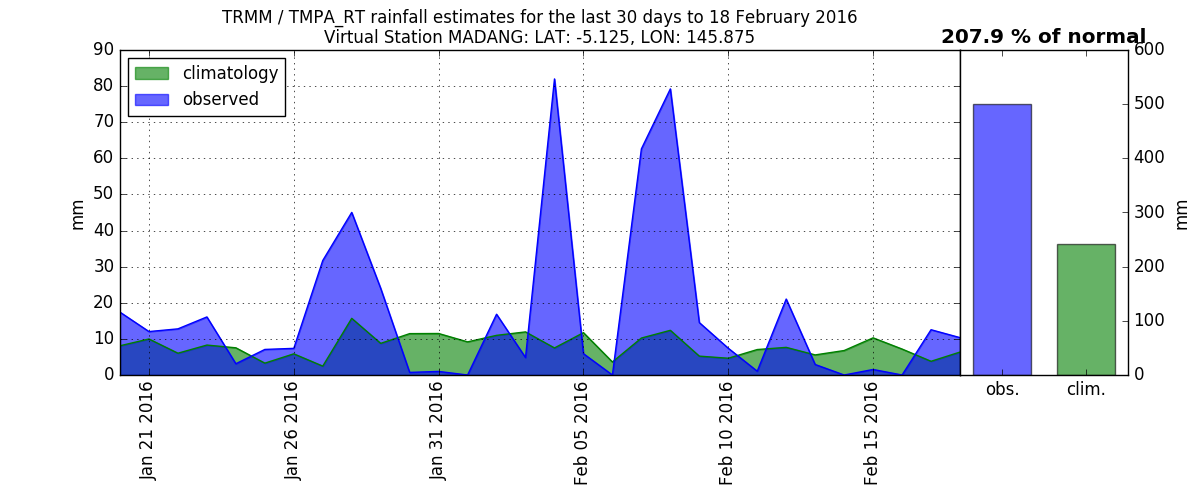 TRMM / TMPA_RT rainfall estimates for the last 30 days to 18 February 2016
Virtual Station MADANG: LAT: -5.125, LON: 145.875
207.9 % of normal
climatology
observed
90
80
70
60
50
40
30
20
10
0
mm
Jan 21 2016
Jan 26 2016
Jan 31 2016
Feb 05 2016
Feb 10 2016
Feb 15 2016
600
500
400
300
200
100
0
mm
obs.
clim.